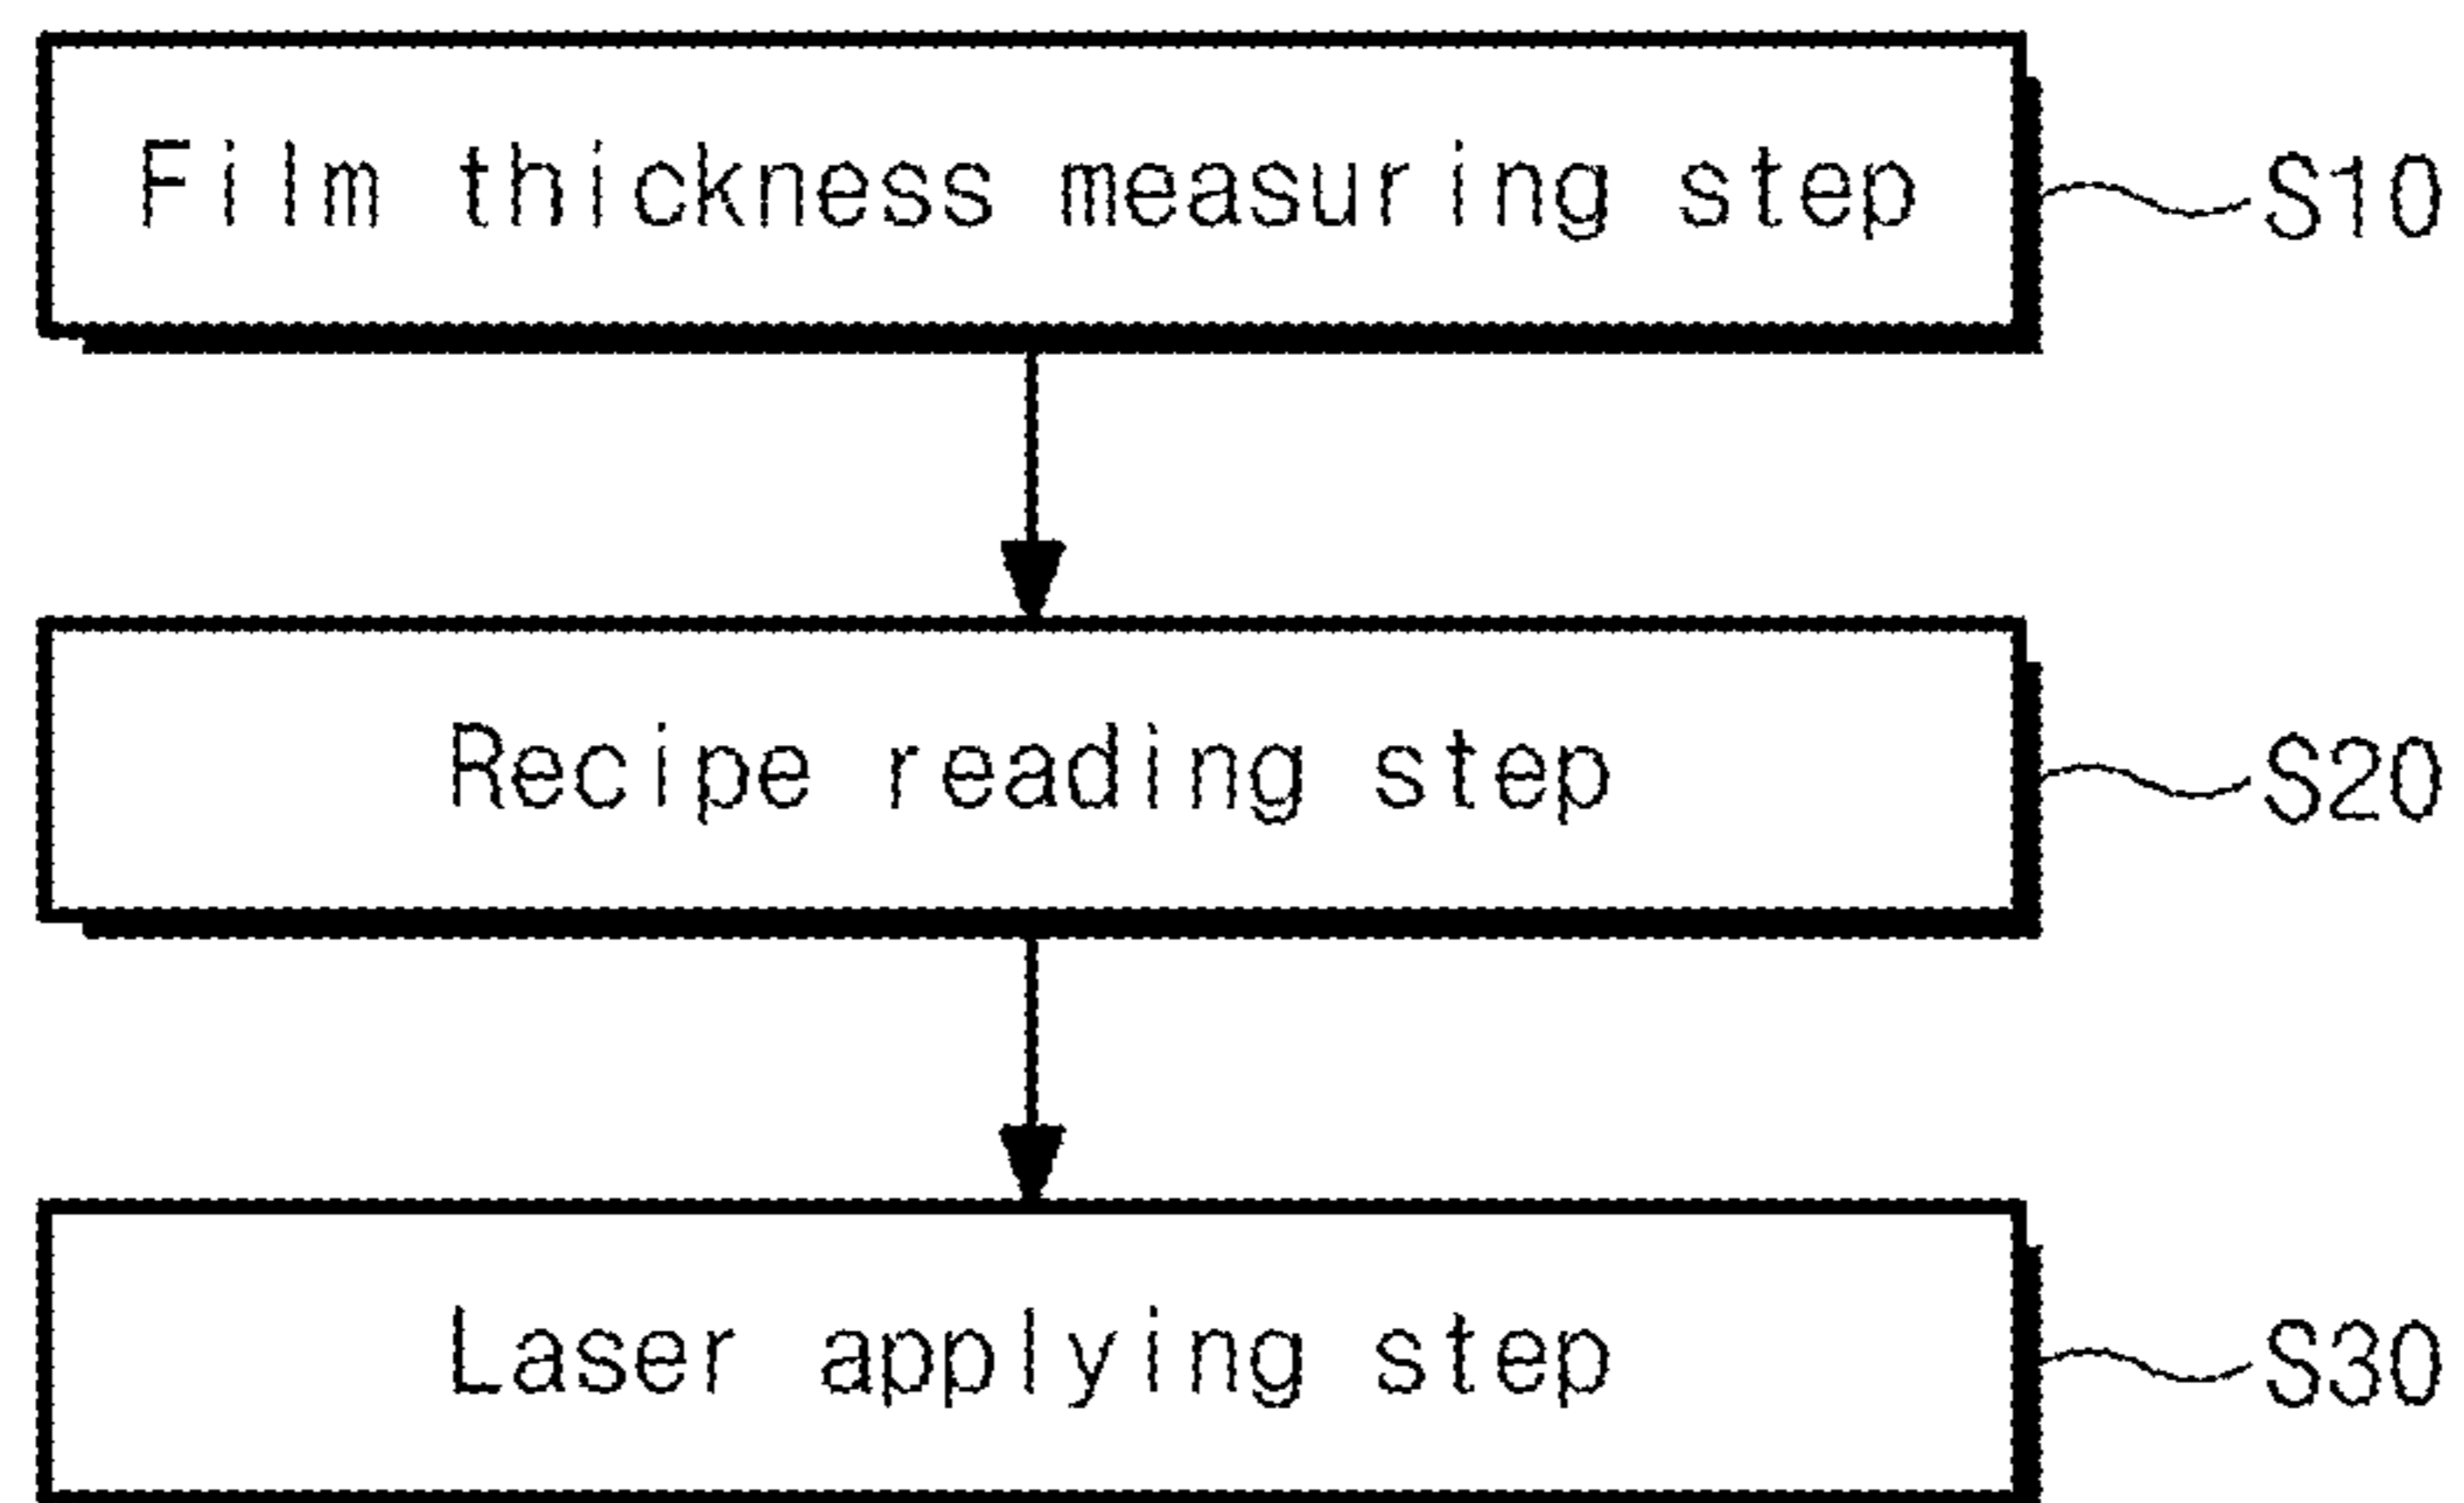 Film thickness measuring step
S10
Recipe reading step
S20
Laser applying step
S30